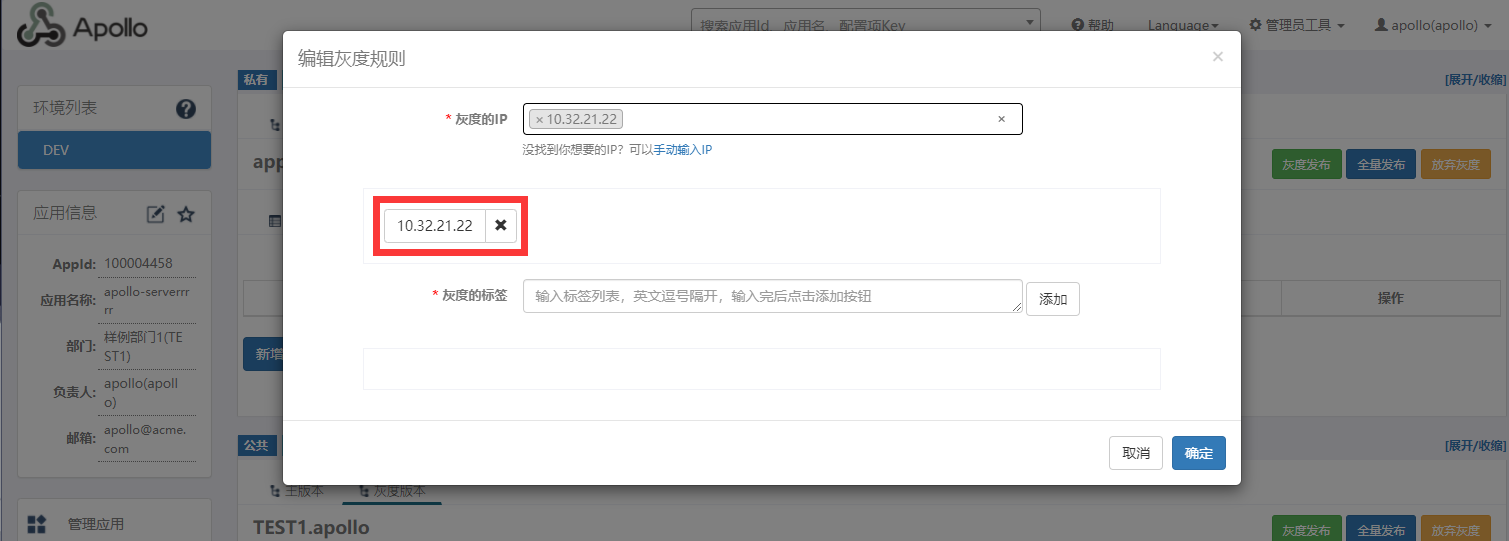 Apollo
搜索应用Id、应用名、配置项Key
帮助
Language
管理员工具
apollo(apollo)
编辑灰度规则
×
私有
[展开/收缩]
环境列表
DEV
* 灰度的IP
× 10.32.21.22
×
没找到你想要的IP？可以手动输入IP
app
灰度发布
全量发布
放弃灰度
10.32.21.22
应用信息
AppId:
100004458
应用名称:
apollo-serverrr
rr
部门:
样例部门1(TE
ST1)
负责人:
apollo(apoll
o)
邮箱:
apollo@acme.
com
* 灰度的标签
输入标签列表，英文逗号隔开，输入完后点击添加按钮
添加
操作
新增
取消
确定
公共
[展开/收缩]
主版本
灰度版本
管理应用
TEST1.apollo
灰度发布
全量发布
放弃灰度